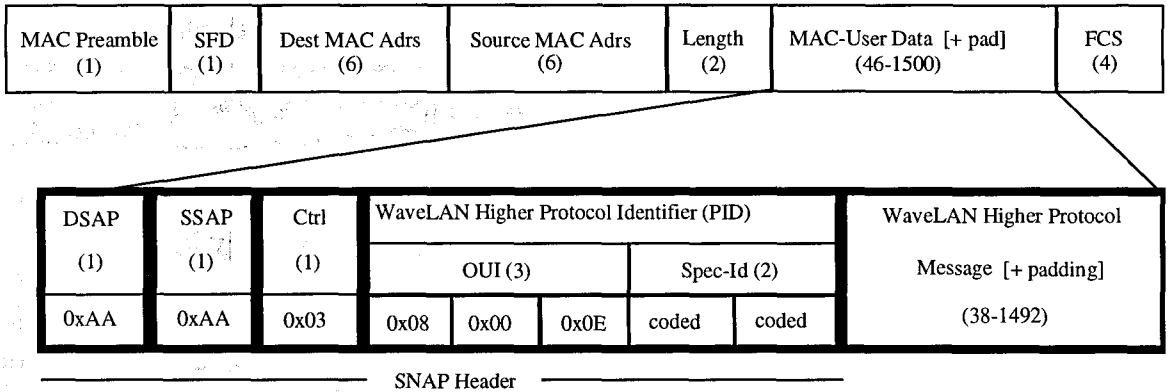 MAC Preamble SFD Dest MAC Adrs Source MAC Adrs Length MAC-User Data [+ pad] FCS
(1) (1) (6) (6) (2) (46-1500) (4)
DSAP SSAP Ctrl WaveLAN Higher Protocol Identifier (PID) WaveLAN Higher Protocol
(1) (1) (1) OUI (3) Spec-Id (2) Message [+ padding]
0xAA 0xAA 0x03 0x08 0x00 0x0E coded coded (38-1492)
SNAP Header